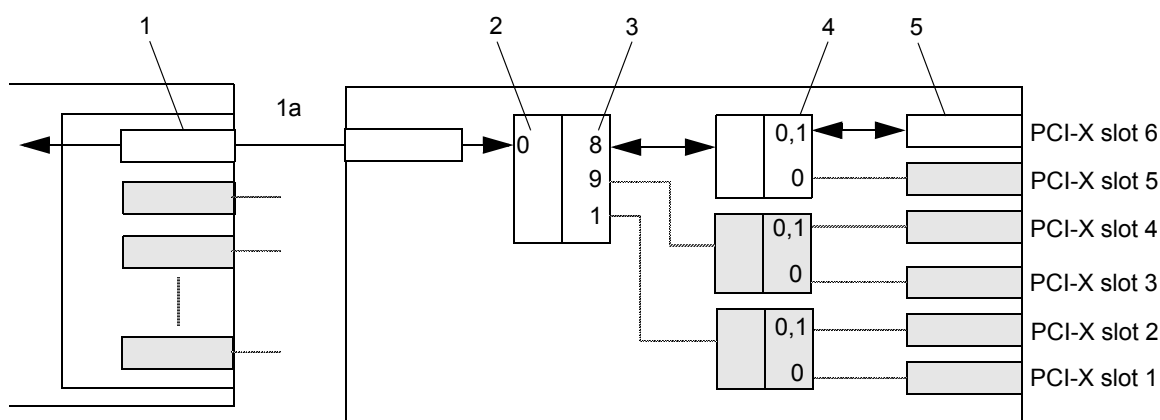 1 2 3 4 5
1a
0 8 0,1 PCI-X slot 6
9 0 PCI-X slot 5
1 0,1 PCI-X slot 4
0 PCI-X slot 3
0,1 PCI-X slot 2
0 PCI-X slot 1